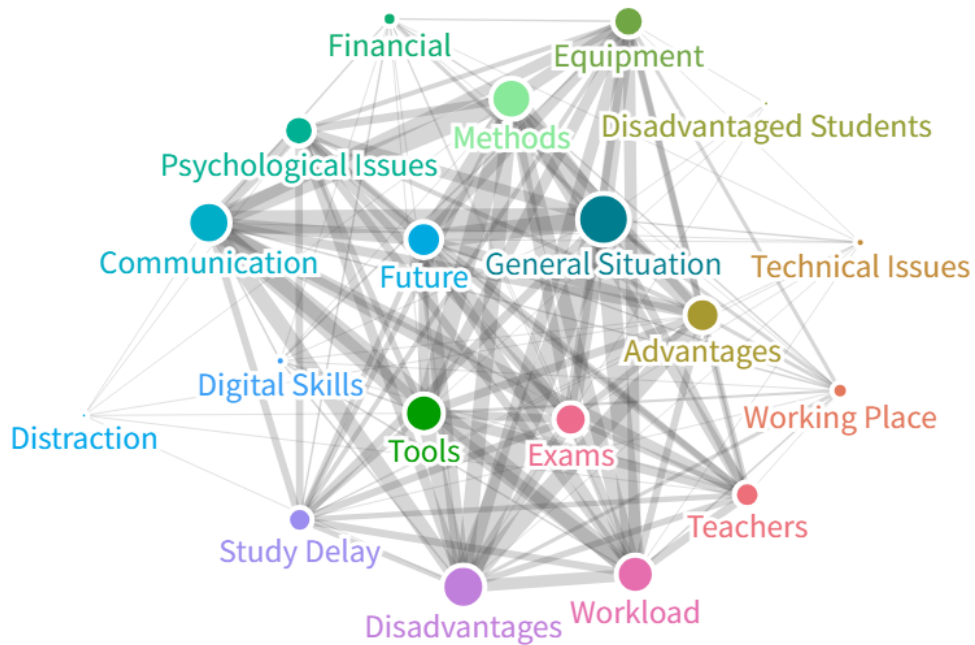 Financial
Equipment
Methods
Disadvantaged Students
Psychological Issues
Communication
Future
General Situation
Technical Issues
Advantages
Digital Skills
Working Place
Distraction
Tools
Exams
Teachers
Study Delay
Disadvantages
Workload